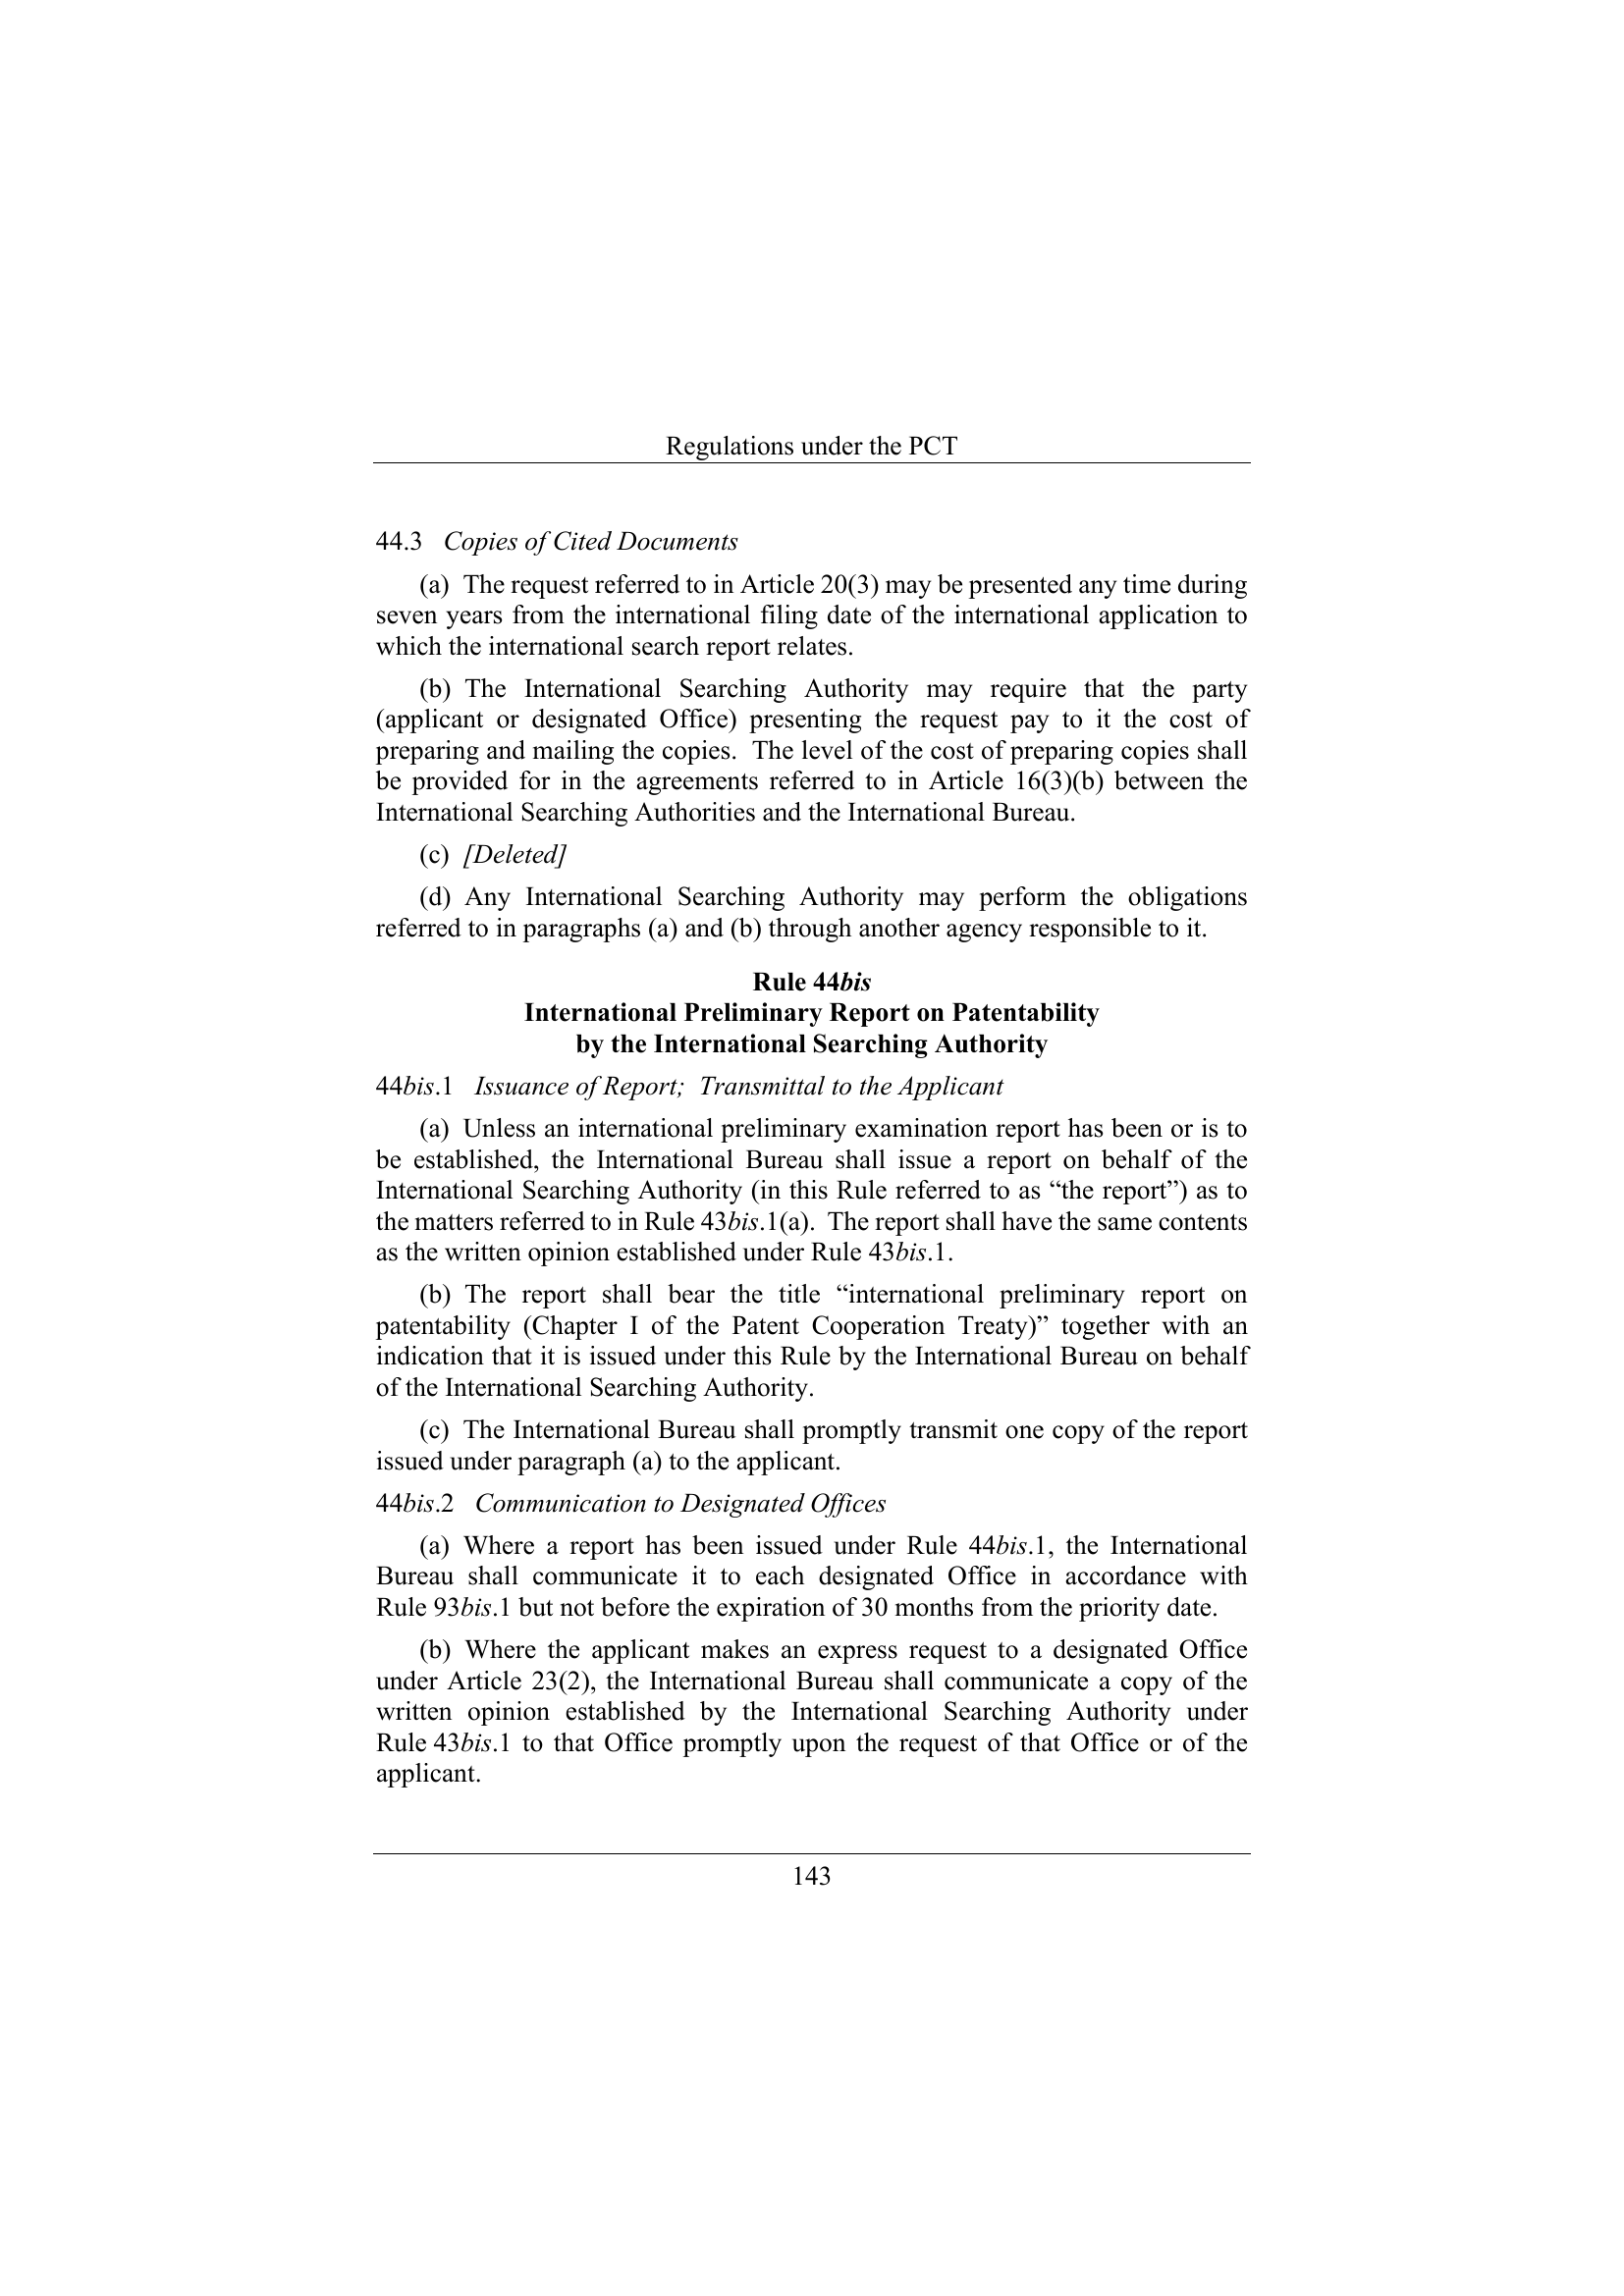 Regulations under the PCT
44.3 Copies of Cited Documents
(a) The request referred to in Article 20(3) may be presented any time during
seven years from the international filing date of the international application to
which the international search report relates.
(b) The International Searching Authority may require that the party
(applicant or designated Office) presenting the request pay to it the cost of
preparing and mailing the copies. The level of the cost of preparing copies shall
be provided for in the agreements referred to in Article 16(3)(b) between the
International Searching Authorities and the International Bureau.
(c) [Deleted]
(d) Any International Searching Authority may perform the obligations
referred to in paragraphs (a) and (b) through another agency responsible to it.
Rule 44bis
International Preliminary Report on Patentability
by the International Searching Authority
44bis.1 Issuance of Report; Transmittal to the Applicant
(a) Unless an international preliminary examination report has been or is to
be established, the International Bureau shall issue a report on behalf of the
International Searching Authority (in this Rule referred to as “the report”) as to
the matters referred to in Rule 43bis.1(a). The report shall have the same contents
as the written opinion established under Rule 43bis.1.
(b) The report shall bear the title “international preliminary report on
patentability (Chapter I of the Patent Cooperation Treaty)” together with an
indication that it is issued under this Rule by the International Bureau on behalf
of the International Searching Authority.
(c) The International Bureau shall promptly transmit one copy of the report
issued under paragraph (a) to the applicant.
44bis.2 Communication to Designated Offices
(a) Where a report has been issued under Rule 44bis.1, the International
Bureau shall communicate it to each designated Office in accordance with
Rule 93bis.1 but not before the expiration of 30 months from the priority date.
(b) Where the applicant makes an express request to a designated Office
under Article 23(2), the International Bureau shall communicate a copy of the
written opinion established by the International Searching Authority under
Rule 43bis.1 to that Office promptly upon the request of that Office or of the
applicant.
143